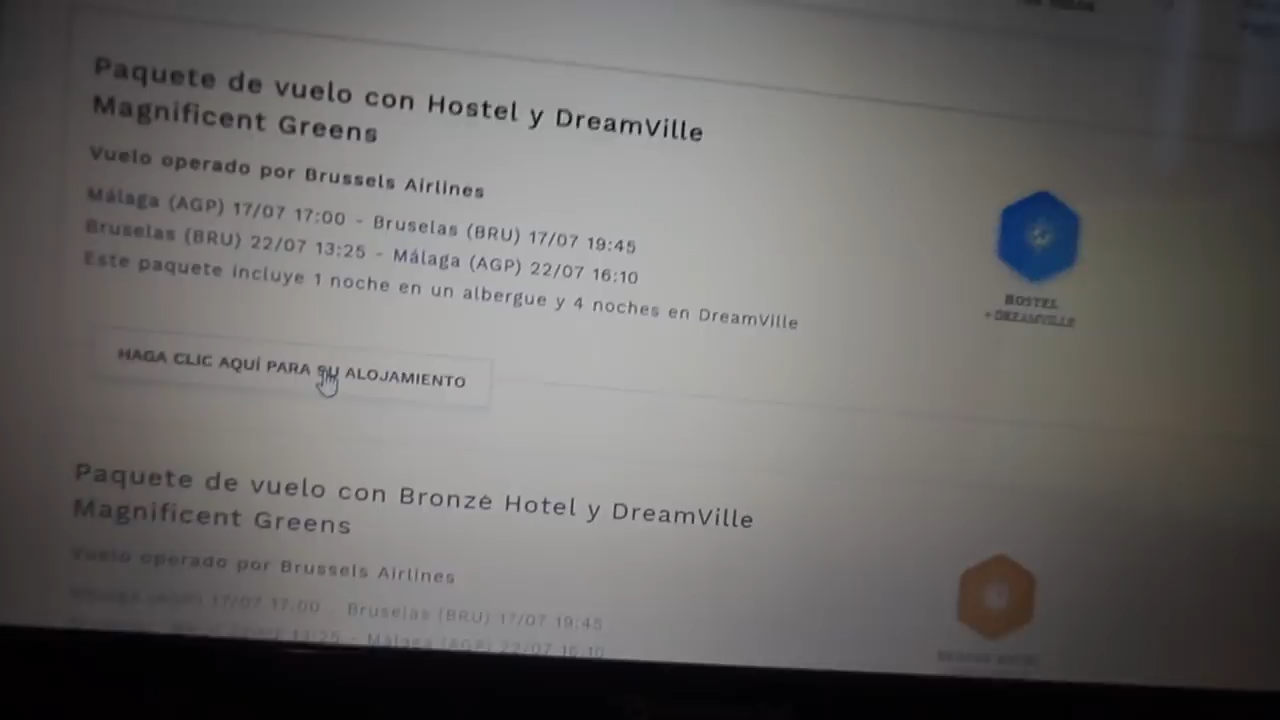 Paquete de vuelo con Hostel y DreamVille
Magnificent Greens
Vuelo operado por Brussels Airlines
Málaga (AGP) 17/07 17:00 - Bruselas (BRU) 17/07 19:45
Bruselas (BRU) 22/07 13:25 - Málaga (AGP) 22/07 16:10
Este paquete incluye 1 noche en un albergue y 4 noches en DreamVille
HOSTEL
+ DREAMVILLE
HAGA CLIC AQUÍ PARA SU ALOJAMIENTO
Paquete de vuelo con Bronze Hotel y DreamVille
Magnificent Greens
Vuelo operado por Brussels Airlines
Málaga (AGP) 17/07 17:00 - Bruselas (BRU) 17/07 19:45
13:25 - Málaga (AGP) 22/07 16:10